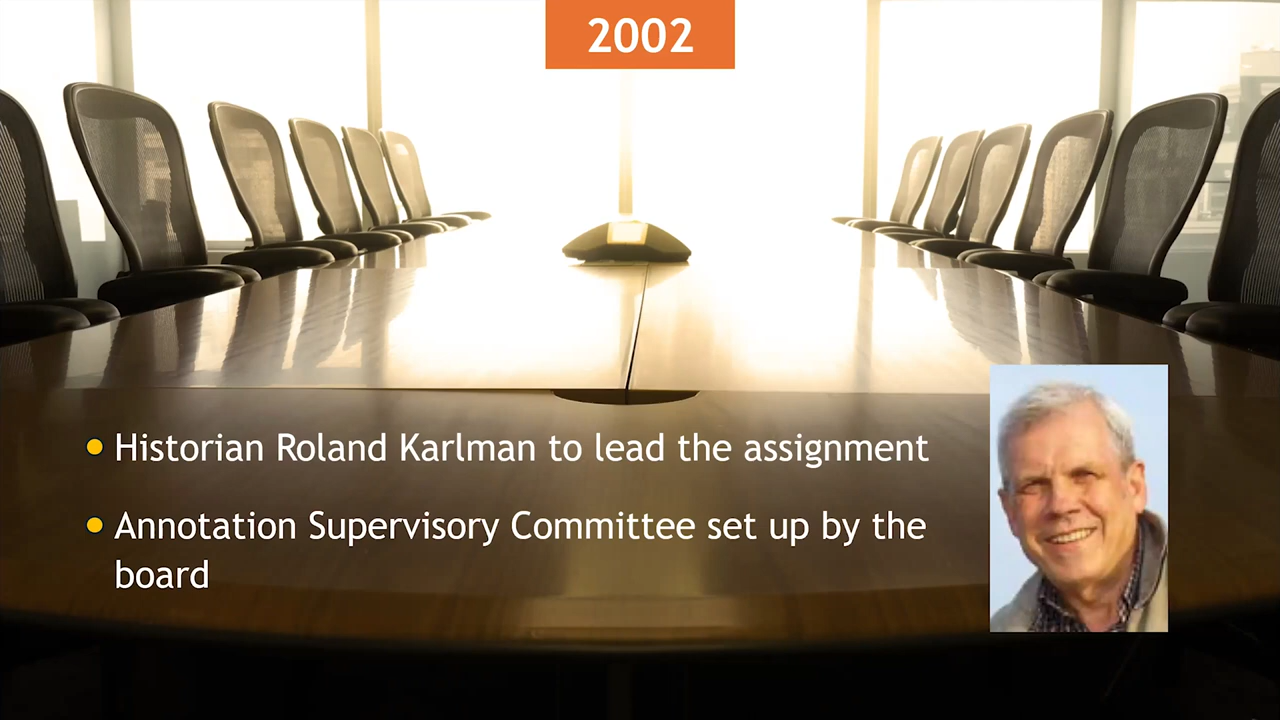 2002
Historian Roland Karlman to lead the assignment
Annotation Supervisory Committee set up by the
board